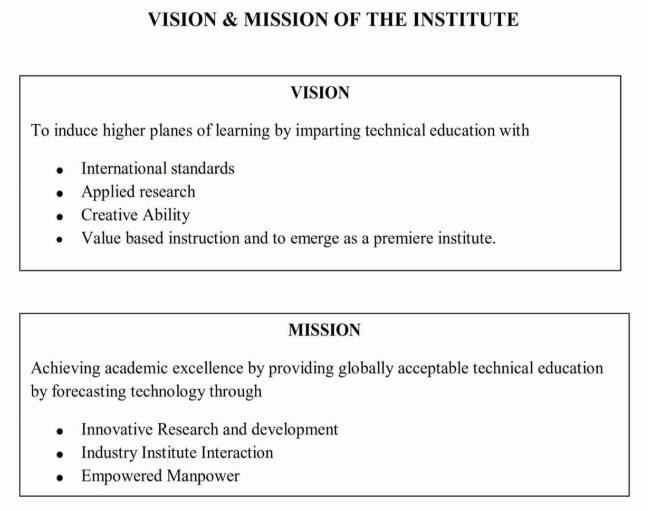 VISION & MISSION OF THE INSTITUTE
VISION
To induce higher planes of learning by imparting technical education with
• International standards
• Applied research
• Creative Ability
• Value based instruction and to emerge as a premiere institute.
MISSION
Achieving academic excellence by providing globally acceptable technical education
by forecasting technology through
• Innovative Research and development
• Industry Institute Interaction
• Empowered Manpower